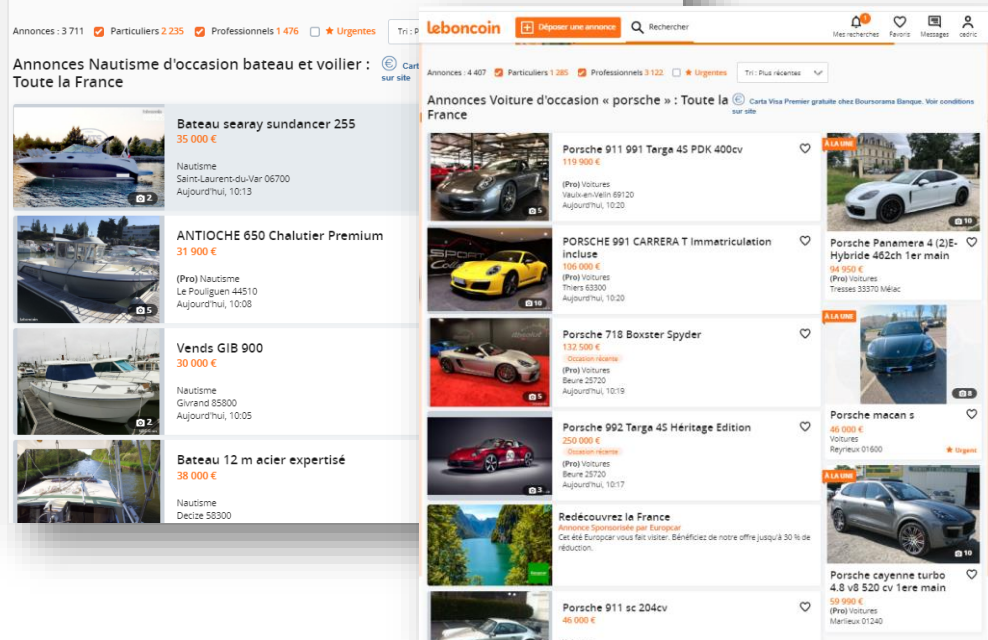 Annonces : 3 711 Particuliers 2 235 Professionnels 1 476 Urgentes Tri : P
Annonces Nautisme d'occasion bateau et voilier :
Toute la France
Cart
sur site
Bateau searay sundancer 255
35 000 €
Nautisme
Saint-Laurent-du-Var 06700
Aujourd'hui, 10:13
2
ANTIOCHE 650 Chalutier Premium
31 900 €
(Pro) Nautisme
Le Pouliguen 44510
Aujourd'hui, 10:08
5
Vends GIB 900
30 000 €
Nautisme
Givrand 85800
Aujourd'hui, 10:05
2
Bateau 12 m acier expertisé
38 000 €
Nautisme
Decize 58300
leboncoin Déposer une annonce Rechercher
1
Mes recherches Favoris Messages cedric
Annonces : 4 407 Particuliers 1 285 Professionnels 3 122 Urgentes Tri : Plus récentes
Annonces Voiture d'occasion « porsche » : Toute la
France
Carte Visa Premier gratuite chez Boursorama Banque. Voir conditions
sur site
Porsche 911 991 Targa 4S PDK 400cv
119 900 €
(Pro) Voitures
Vaulx-en-Velin 69120
Aujourd'hui, 10:20
5
PORSCHE 991 CARRERA T Immatriculation
incluse
106 000 €
(Pro) Voitures
Thiers 63300
Aujourd'hui, 10:20
SPORT
10
Porsche 718 Boxster Spyder
132 500 €
Occasion récente
(Pro) Voitures
Beure 25720
Aujourd'hui, 10:19
5
Porsche 992 Targa 4S Héritage Edition
250 000 €
Occasion récente
(Pro) Voitures
Beure 25720
Aujourd'hui, 10:17
3
Redécouvrez la France
Annonce Sponsorisée par Europcar
Cet été Europcar vous fait visiter. Bénéficiez de notre offre jusqu'à 30 % de
réduction.
Porsche 911 sc 204cv
46 000 €
À LA UNE
10
Porsche Panamera 4 (2)E-
Hybride 462ch 1er main
94 950 €
(Pro) Voitures
Tresses 33370 Mélac
À LA UNE
8
Porsche macan s
46 000 €
Voitures
Reyrieux 01600
Urgent
À LA UNE
10
Porsche cayenne turbo
4.8 v8 520 cv 1ere main
59 990 €
(Pro) Voitures
Marlieux 01240